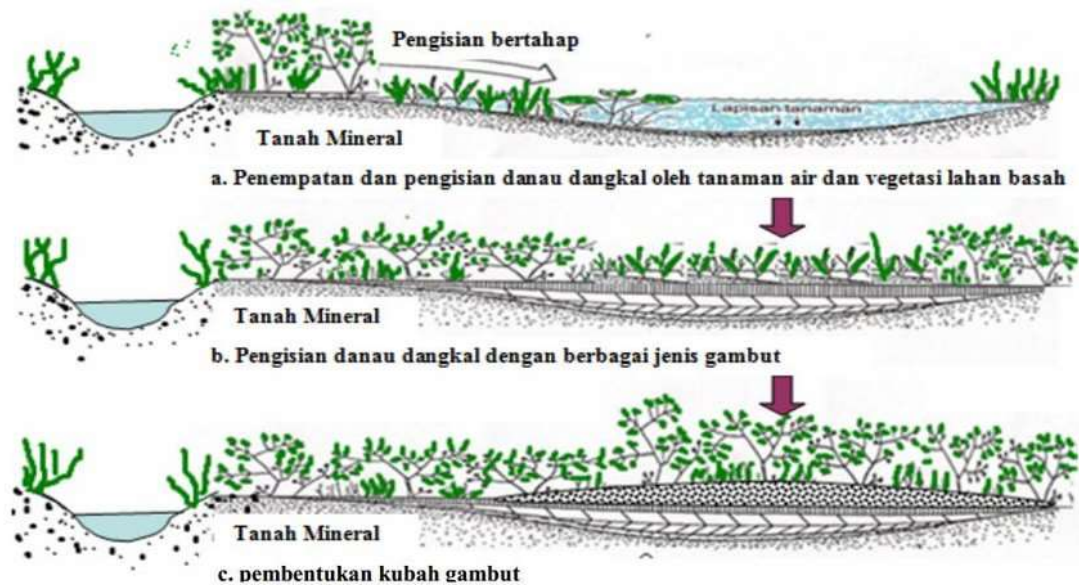 Pengisian bertahap
Lapisan tanaman
Tanah Mineral
a. Penempatan dan pengisian danau dangkal oleh tanaman air dan vegetasi lahan basah
Tanah Mineral
b. Pengisian danau dangkal dengan berbagai jenis gambut
Tanah Mineral
c. pembentukan kubah gambut